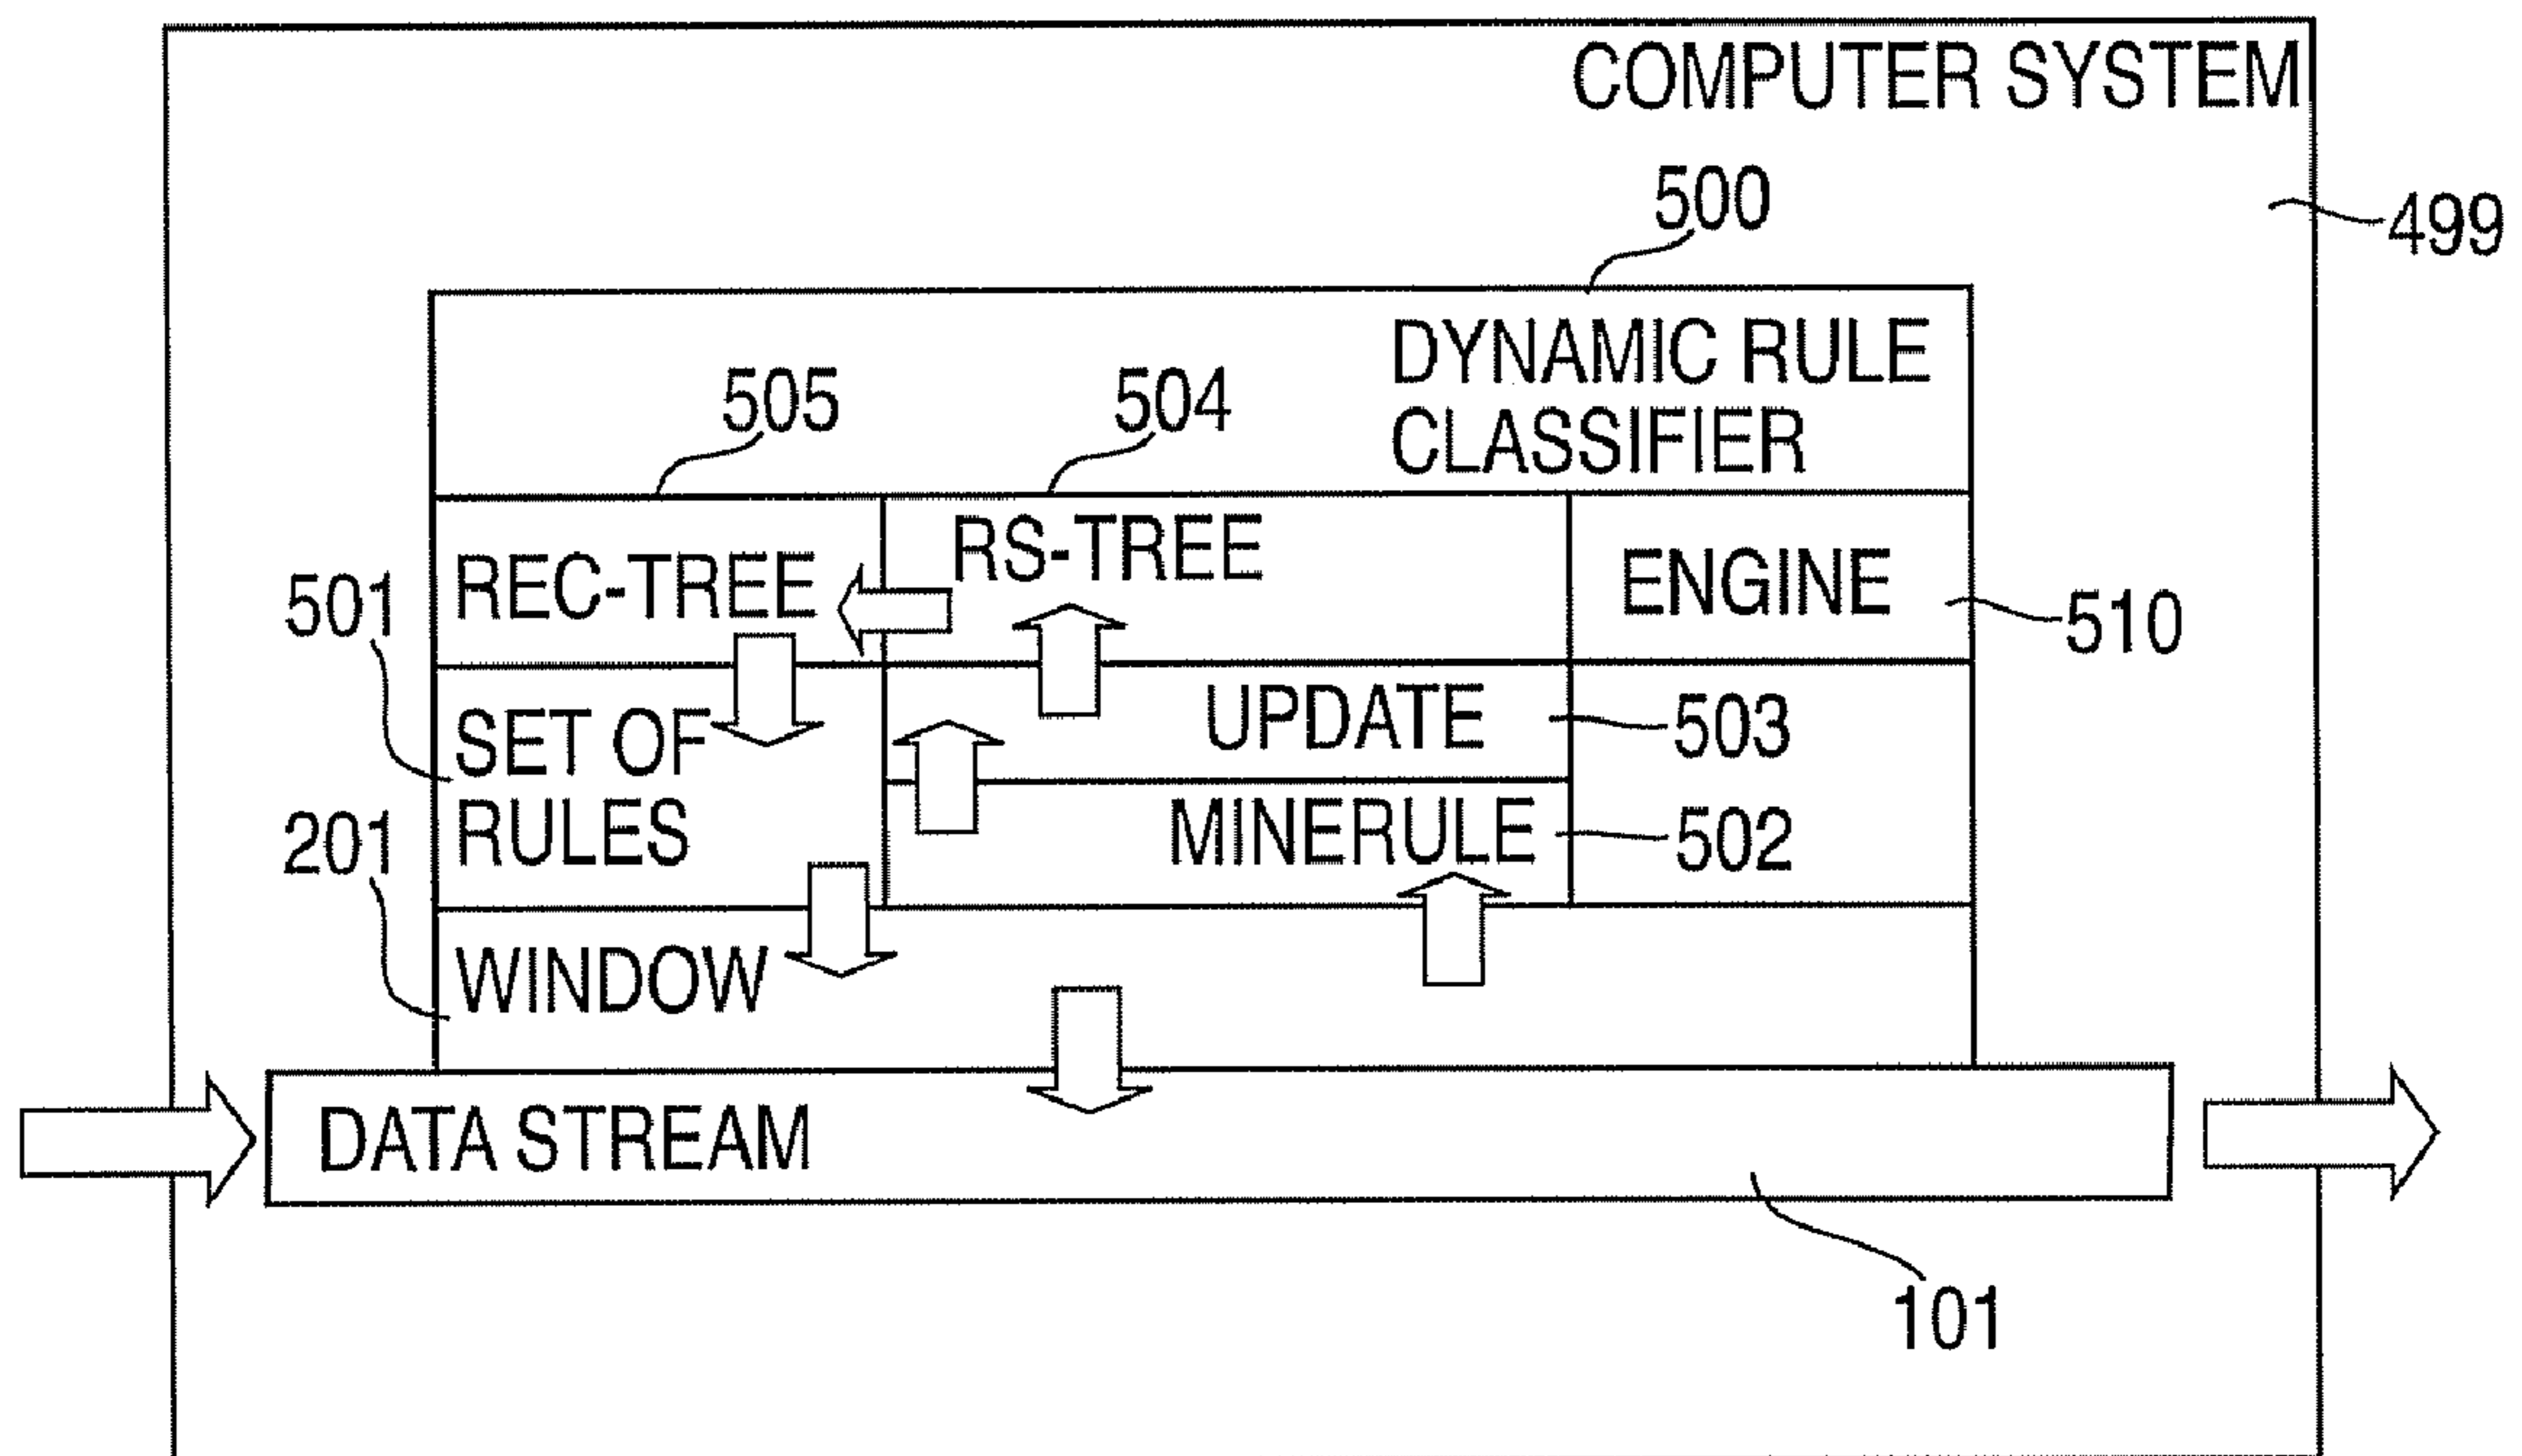 COMPUTER SYSTEM
500
499
DYNAMIC RULE
CLASSIFIER
505
504
REC-TREE
RS-TREE
ENGINE
501
510
SET OF
RULES
UPDATE
503
MINERULE
502
201
WINDOW
DATA STREAM
101